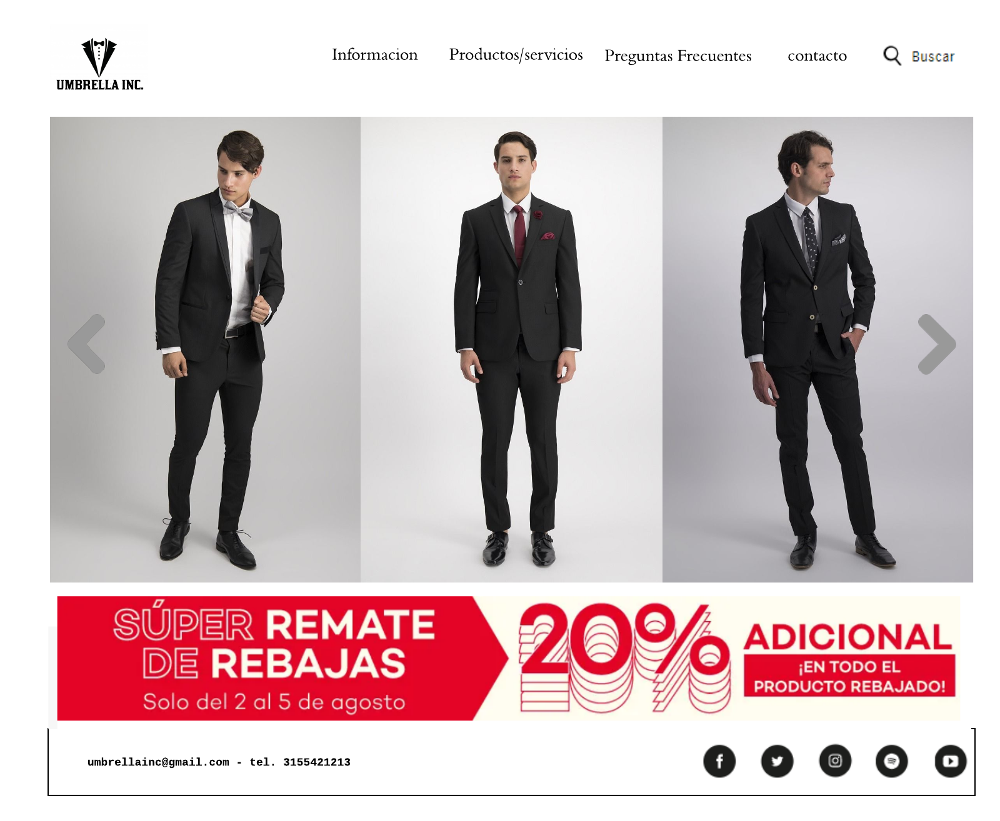 UMBRELLA INC.
Informacion
Productos/servicios
Preguntas Frecuentes
contacto
Buscar
SÚPER REMATE
DE REBAJAS
Solo del 2 al 5 de agosto
20%
ADICIONAL
¡EN TODO EL
PRODUCTO REBAJADO!
umbrellainc@gmail.com - tel. 3155421213